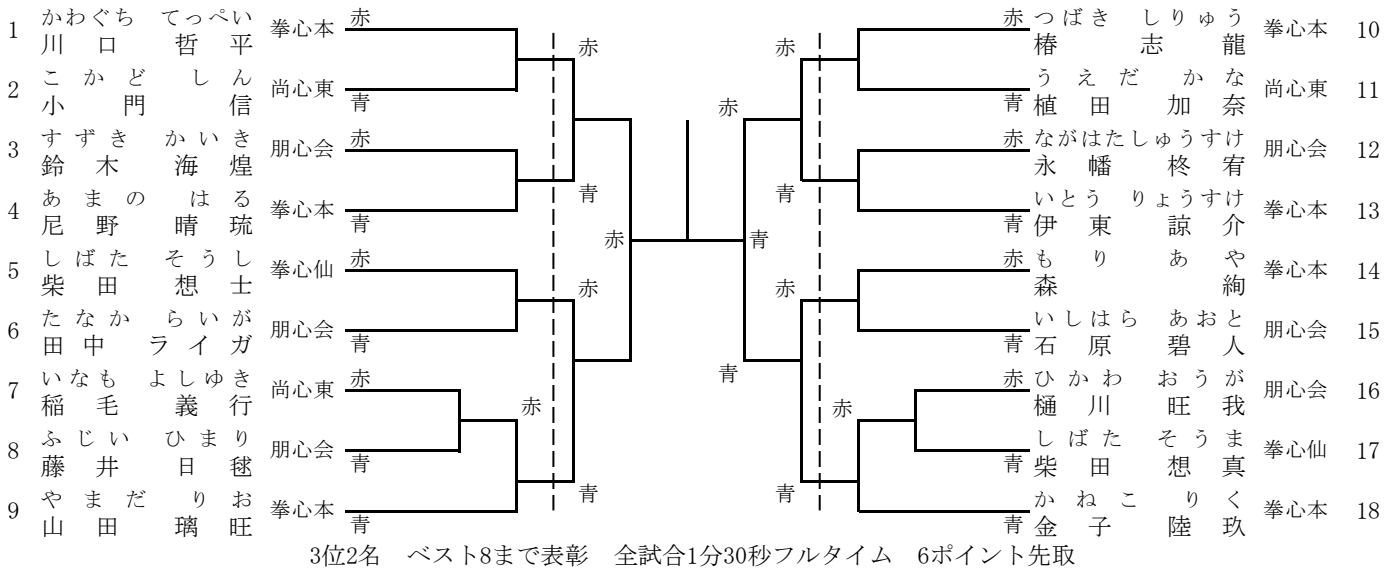 かわぐち てっぺい
1 川口 哲平 拳心本 赤
こかど しん
2 小門 信 尚心東 青
すずき かいき
3 鈴木 海煌 朋心会 赤
あまの はる
4 尼野 晴琉 拳心本 青
しばた そうし
5 柴田 想士 拳心仙 赤
たなか らいが
6 田中 ライガ 朋心会 青
いなも よしゆき
7 稲毛 義行 尚心東 赤
ふじい ひまり
8 藤井 日毬 朋心会 青
やまだ りお
9 山田 璃旺 拳心本 青
赤
青
赤
赤
赤
青
赤
赤
青
青
赤
青
赤
青
赤 つばき しりゅう
椿 志龍 拳心本 10
うえだ かな
青 植田 加奈 尚心東 11
赤 ながはたしゅうすけ
永幡 柊宥 朋心会 12
いとう りょうすけ
青 伊東 諒介 拳心本 13
赤 もり あや
森 絢 拳心本 14
いしはら あおと
青 石原 碧人 朋心会 15
赤 ひかわ おうが
樋川 旺我 朋心会 16
しばた そうま
青 柴田 想真 拳心仙 17
かねこ りく
青 金子 陸玖 拳心本 18
3位2名 ベスト8まで表彰 全試合1分30秒フルタイム 6ポイント先取